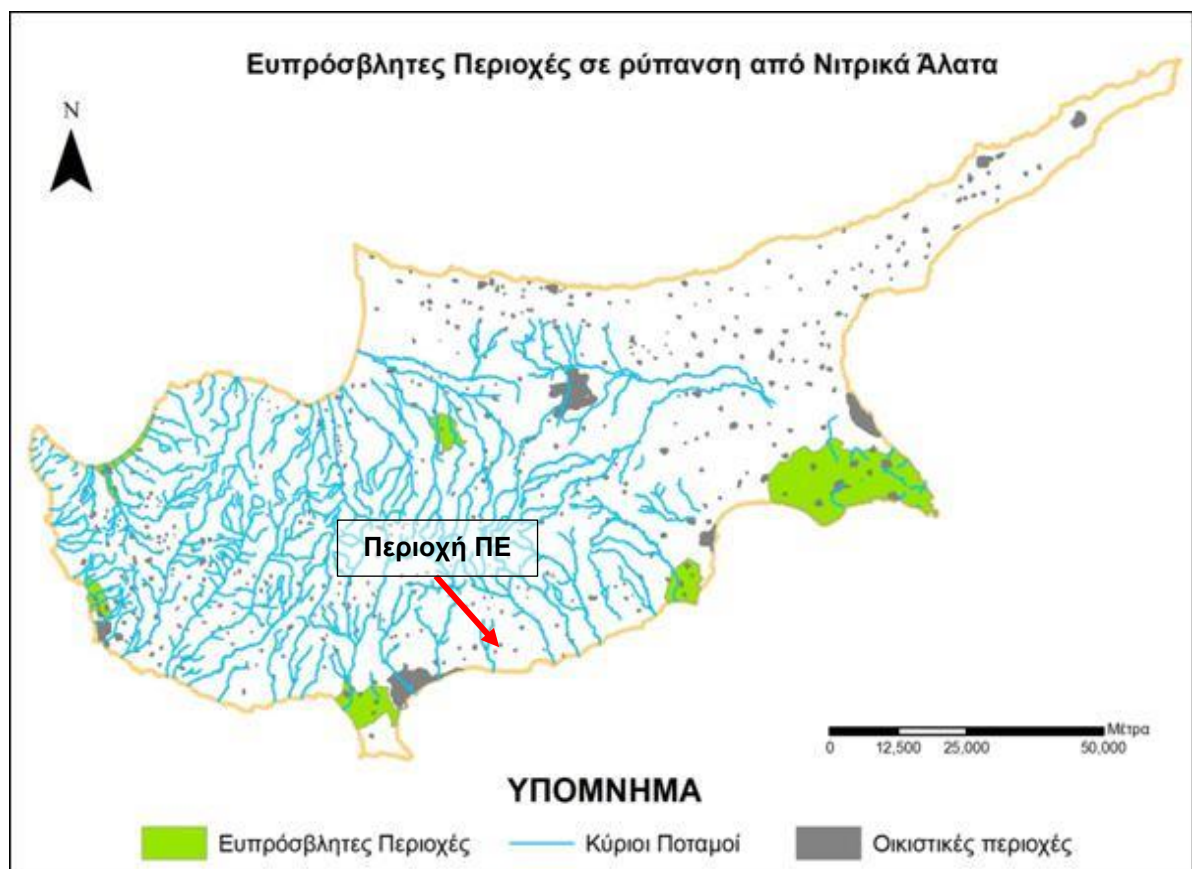 Ευπρόσβλητες Περιοχές σε ρύπανση από Νιτρικά Άλατα
N
Περιοχή ΠΕ
Μέτρα
0 12,500 25,000 50,000
ΥΠΟΜΝΗΜΑ
Ευπρόσβλητες Περιοχές Κύριοι Ποταμοί Οικιστικές περιοχές